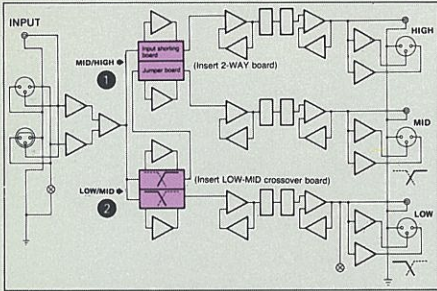 INPUT
MID/HIGH
1
Input shorting board
Jumper board
(Insert 2-WAY board)
HIGH
MID
LOW/MID
2
(Insert LOW-MID crossover board)
LOW